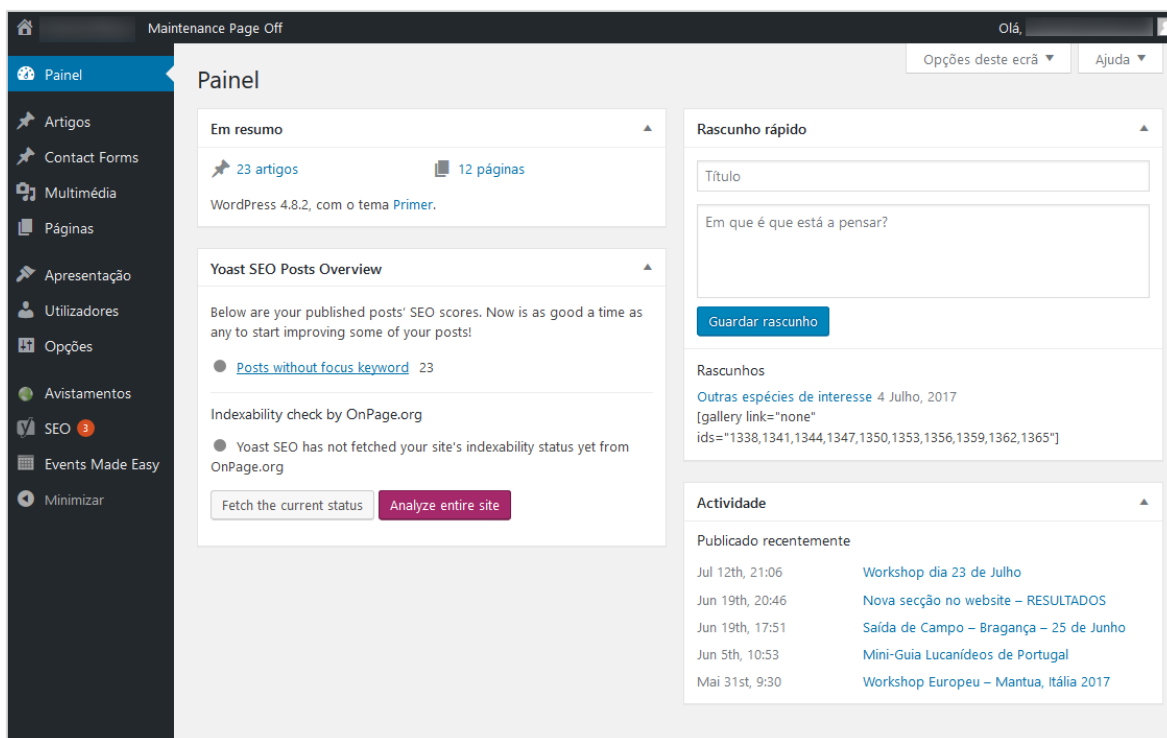 Maintenance Page Off
Olá,
Opções deste ecrã
Ajuda
Painel
Artigos
Contact Forms
Multimédia
Páginas
Apresentação
Utilizadores
Opções
Avistamentos
SEO 3
Events Made Easy
Minimizar
Painel
Em resumo
23 artigos
12 páginas
WordPress 4.8.2, com o tema Primer.
Yoast SEO Posts Overview
Below are your published posts' SEO scores. Now is as good a time as
any to start improving some of your posts!
Posts without focus keyword 23
Indexability check by OnPage.org
Yoast SEO has not fetched your site's indexability status yet from
OnPage.org
Fetch the current status
Analyze entire site
Rascunho rápido
Título
Em que é que está a pensar?
Guardar rascunho
Rascunhos
Outras espécies de interesse 4 Julho, 2017
[gallery link="none"
ids="1338,1341,1344,1347,1350,1353,1356,1359,1362,1365"]
Actividade
Publicado recentemente
Jul 12th, 21:06 Workshop dia 23 de Julho
Jun 19th, 20:46 Nova secção no website – RESULTADOS
Jun 19th, 17:51 Saída de Campo – Bragança – 25 de Junho
Jun 5th, 10:53 Mini-Guia Lucanídeos de Portugal
Mai 31st, 9:30 Workshop Europeu – Mantua, Itália 2017